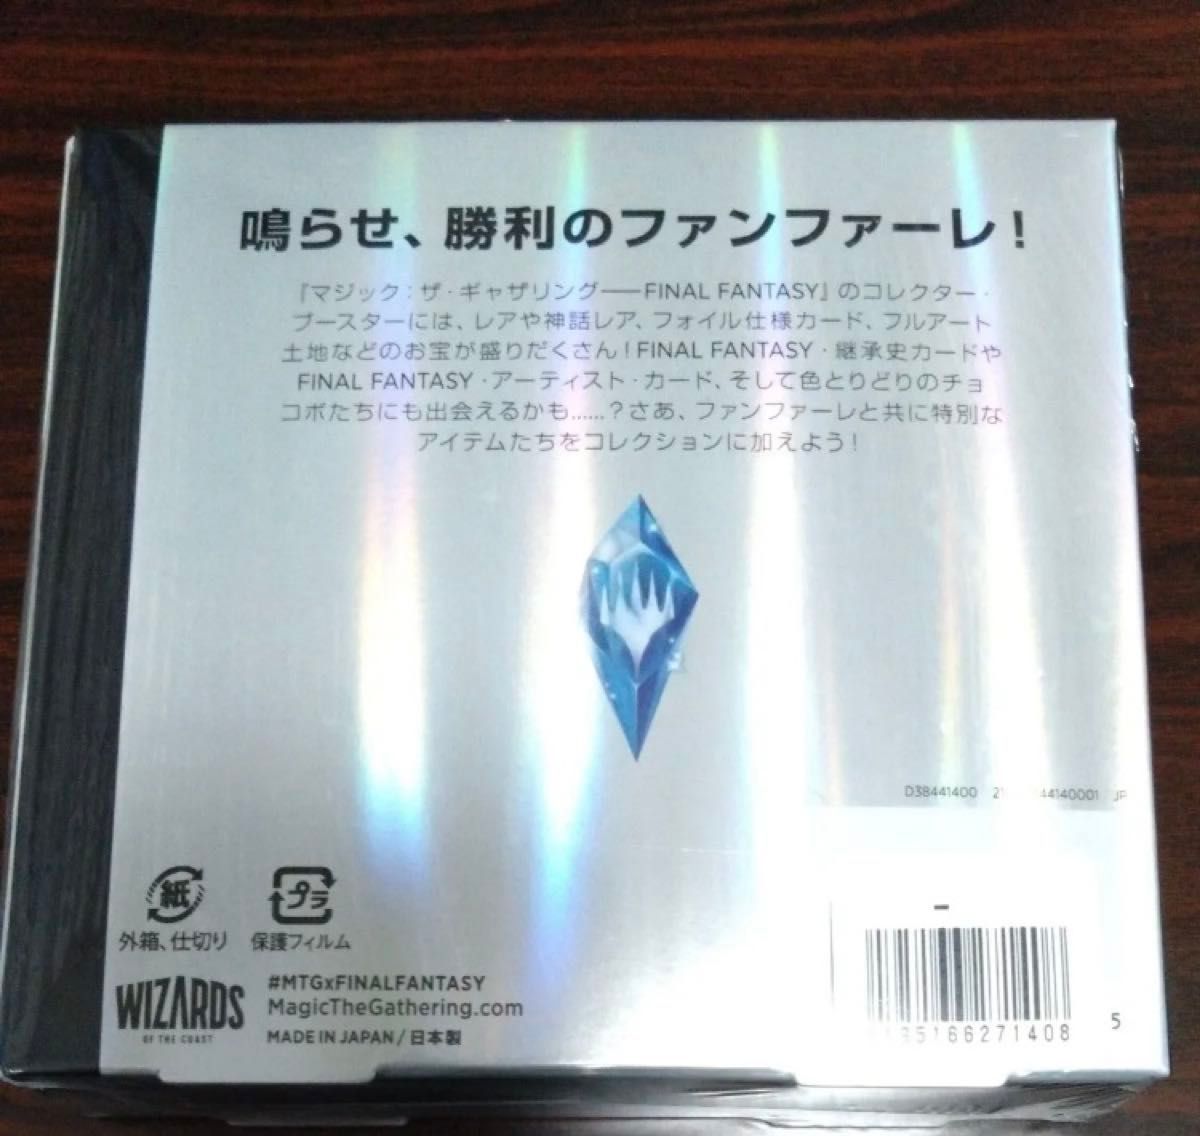 鳴らせ、勝利のファンファーレ！
『マジック：ザ・ギャザリング——FINAL FANTASY』のコレクター・
ブースターには、レアや神話レア、フォイル仕様カード、フルアート
土地などのお宝が盛りだくさん！FINAL FANTASY・継承史カードや
FINAL FANTASY・アーティスト・カード、そして色とりどりのチョ
コボたちにも出会えるかも……？さあ、ファンファーレと共に特別な
アイテムたちをコレクションに加えよう！
D38441400 44140001 JP
紙
外箱、仕切り
プラ
保護フィルム
WIZARDS
OF THE COAST
#MTGxFINALFANTASY
MagicTheGathering.com
MADE IN JAPAN / 日本製
5166271408
5